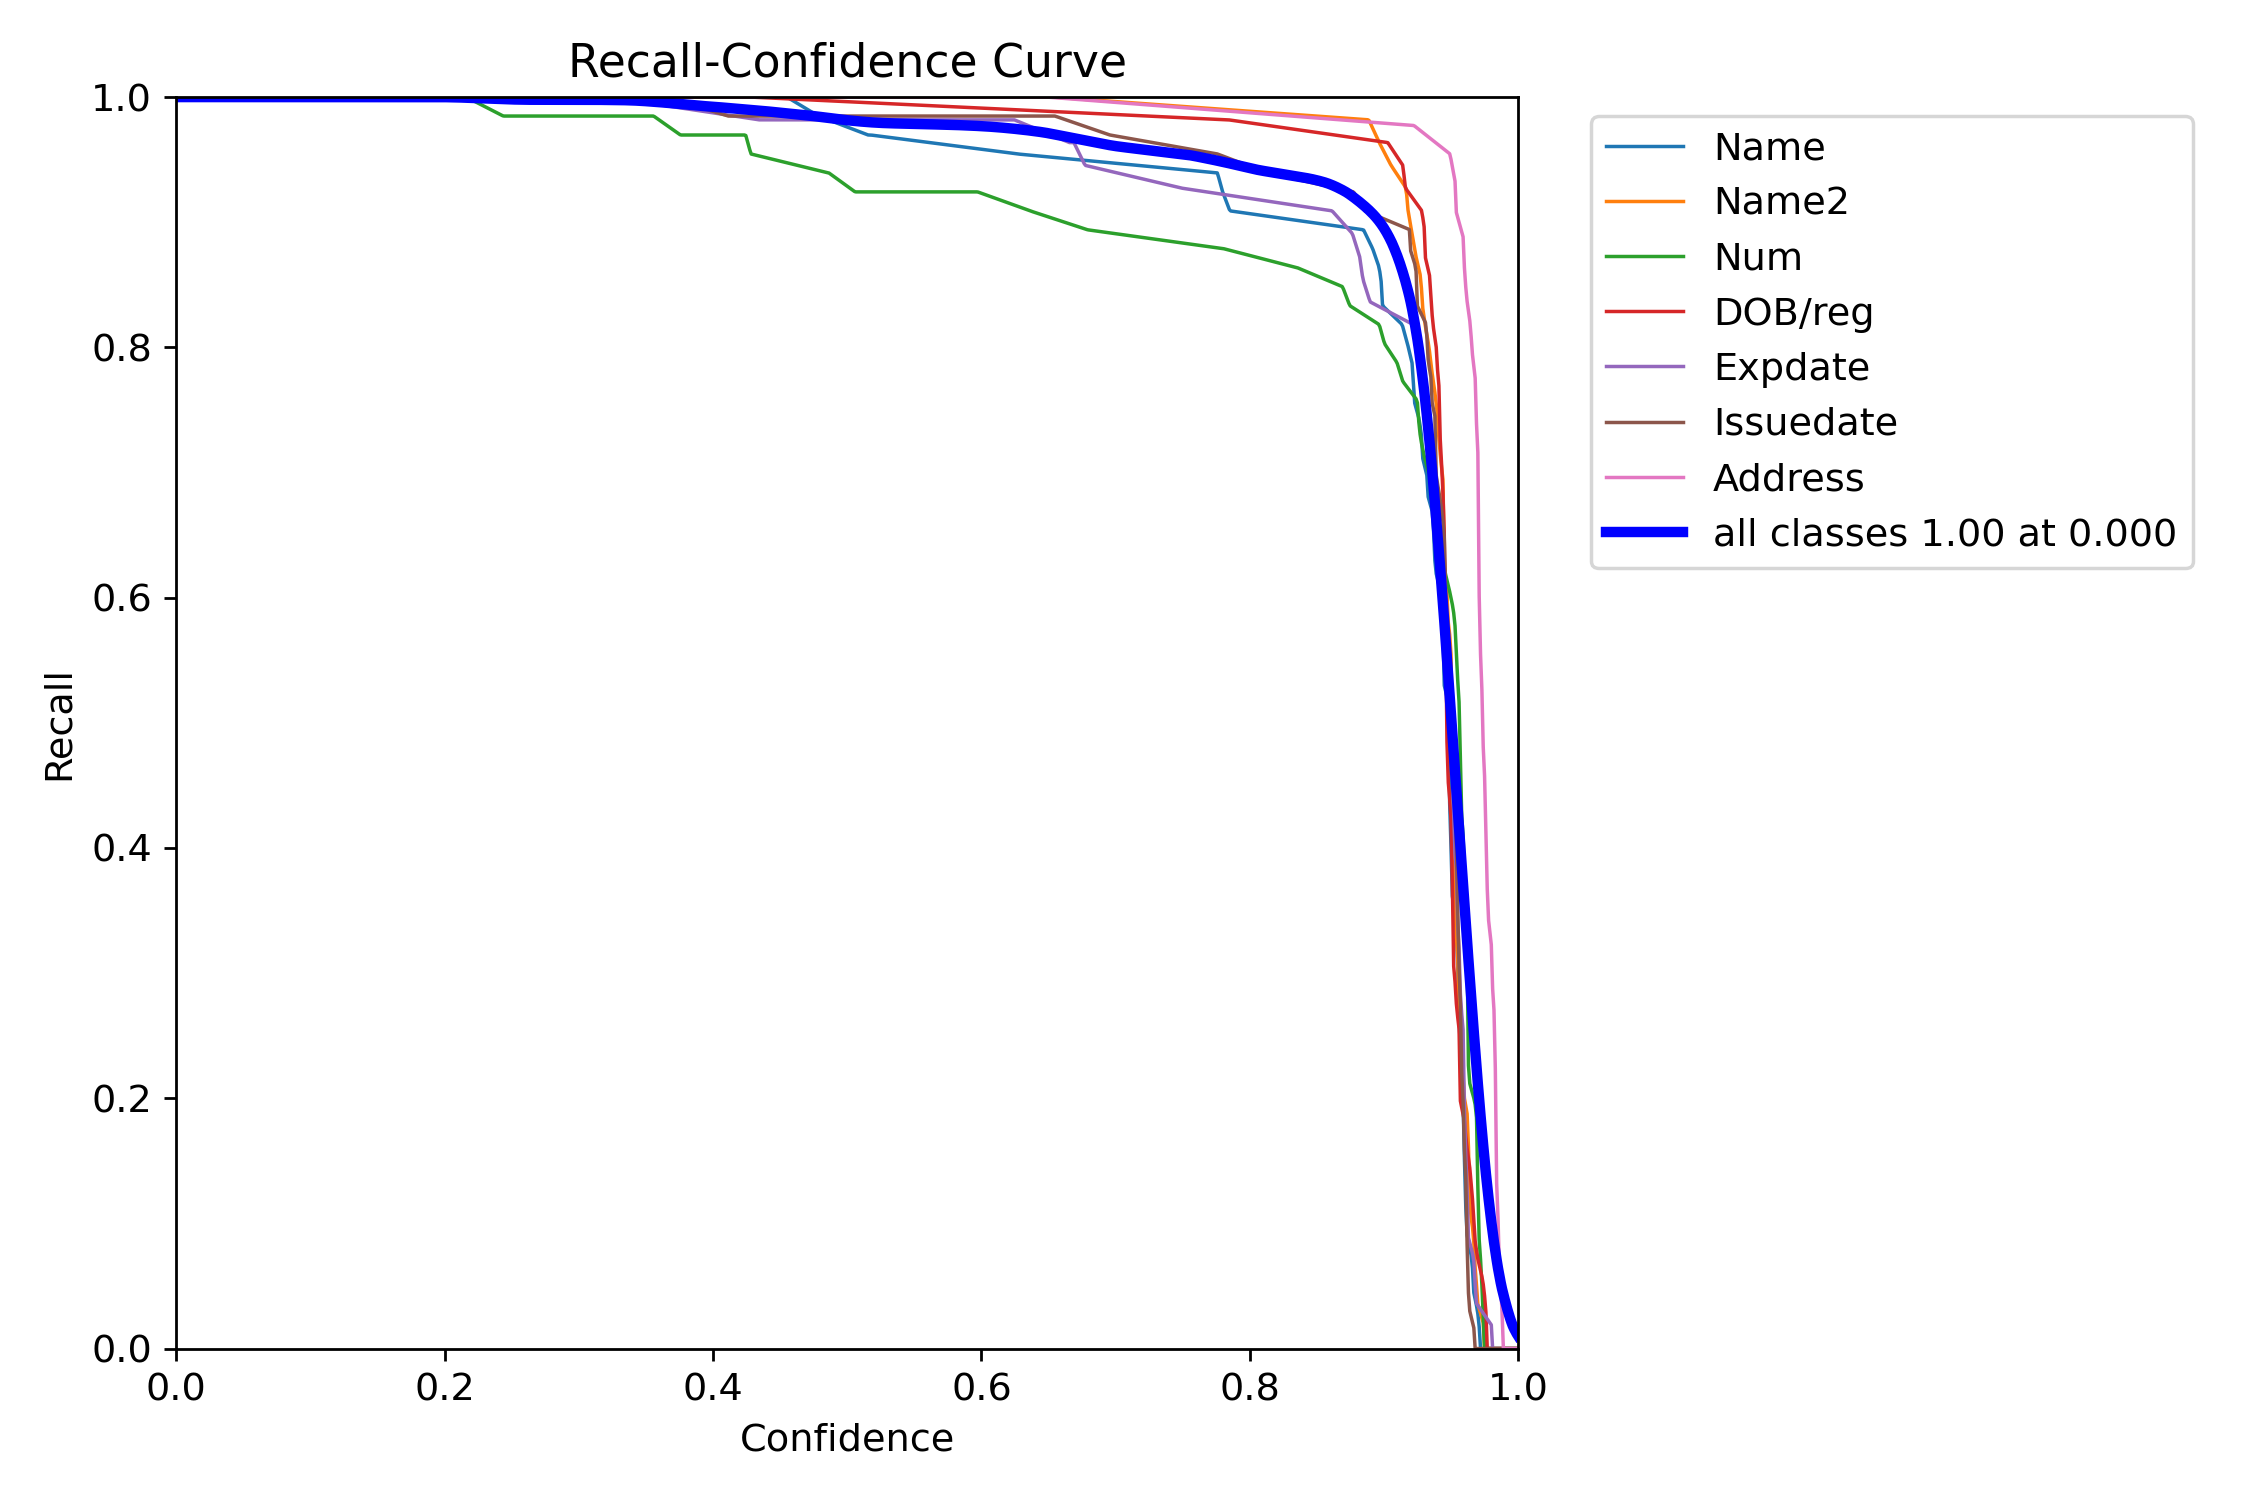 Recall-Confidence Curve
1.0
0.8
0.6
0.4
0.2
0.0
Recall
0.0 0.2 0.4 0.6 0.8 1.0
Confidence
Name
Name2
Num
DOB/reg
Expdate
Issuedate
Address
all classes 1.00 at 0.000